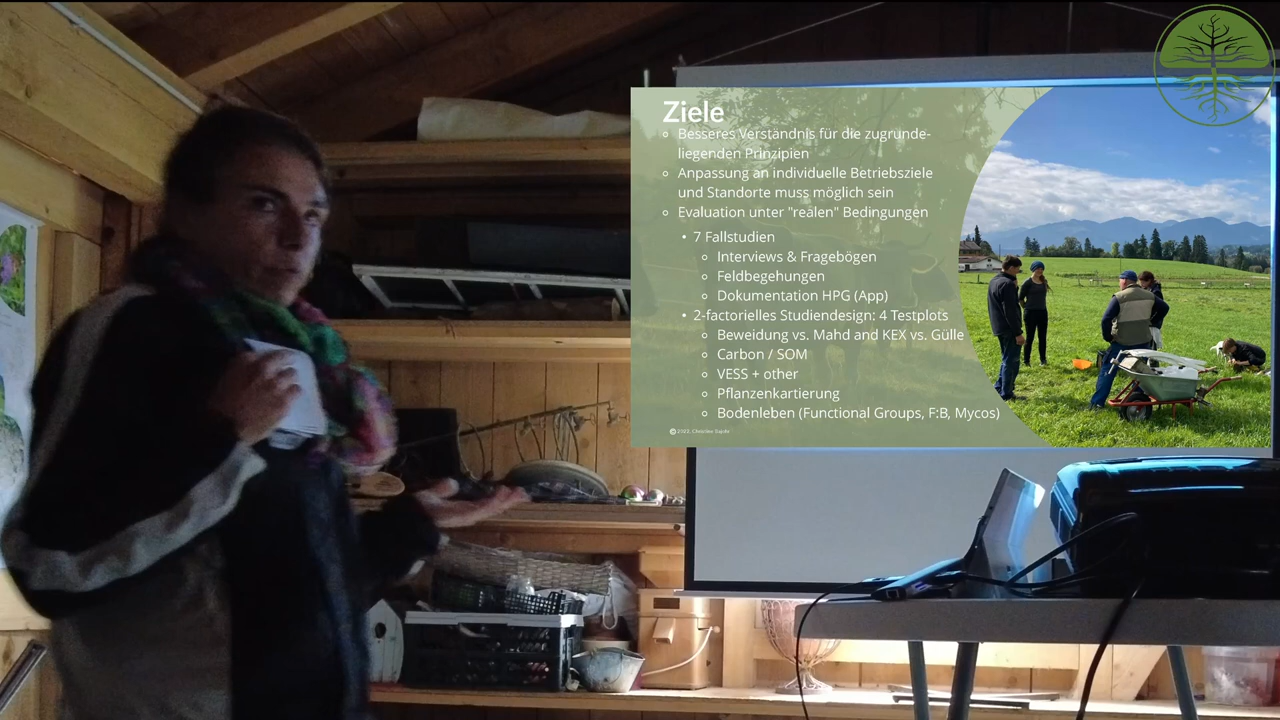 Ziele
Besseres Verständnis für die zugrunde-
liegenden Prinzipien
Anpassung an individuelle Betriebsziele
und Standorte muss möglich sein
Evaluation unter "realen" Bedingungen
7 Fallstudien
Interviews & Fragebögen
Feldbegehungen
Dokumentation HPG (App)
2-factorielles Studiendesign: 4 Testplots
Beweidung vs. Mahd and KEX vs. Gülle
Carbon / SOM
VESS + other
Pflanzenkartierung
Bodenleben (Functional Groups, F:B, Mycos)